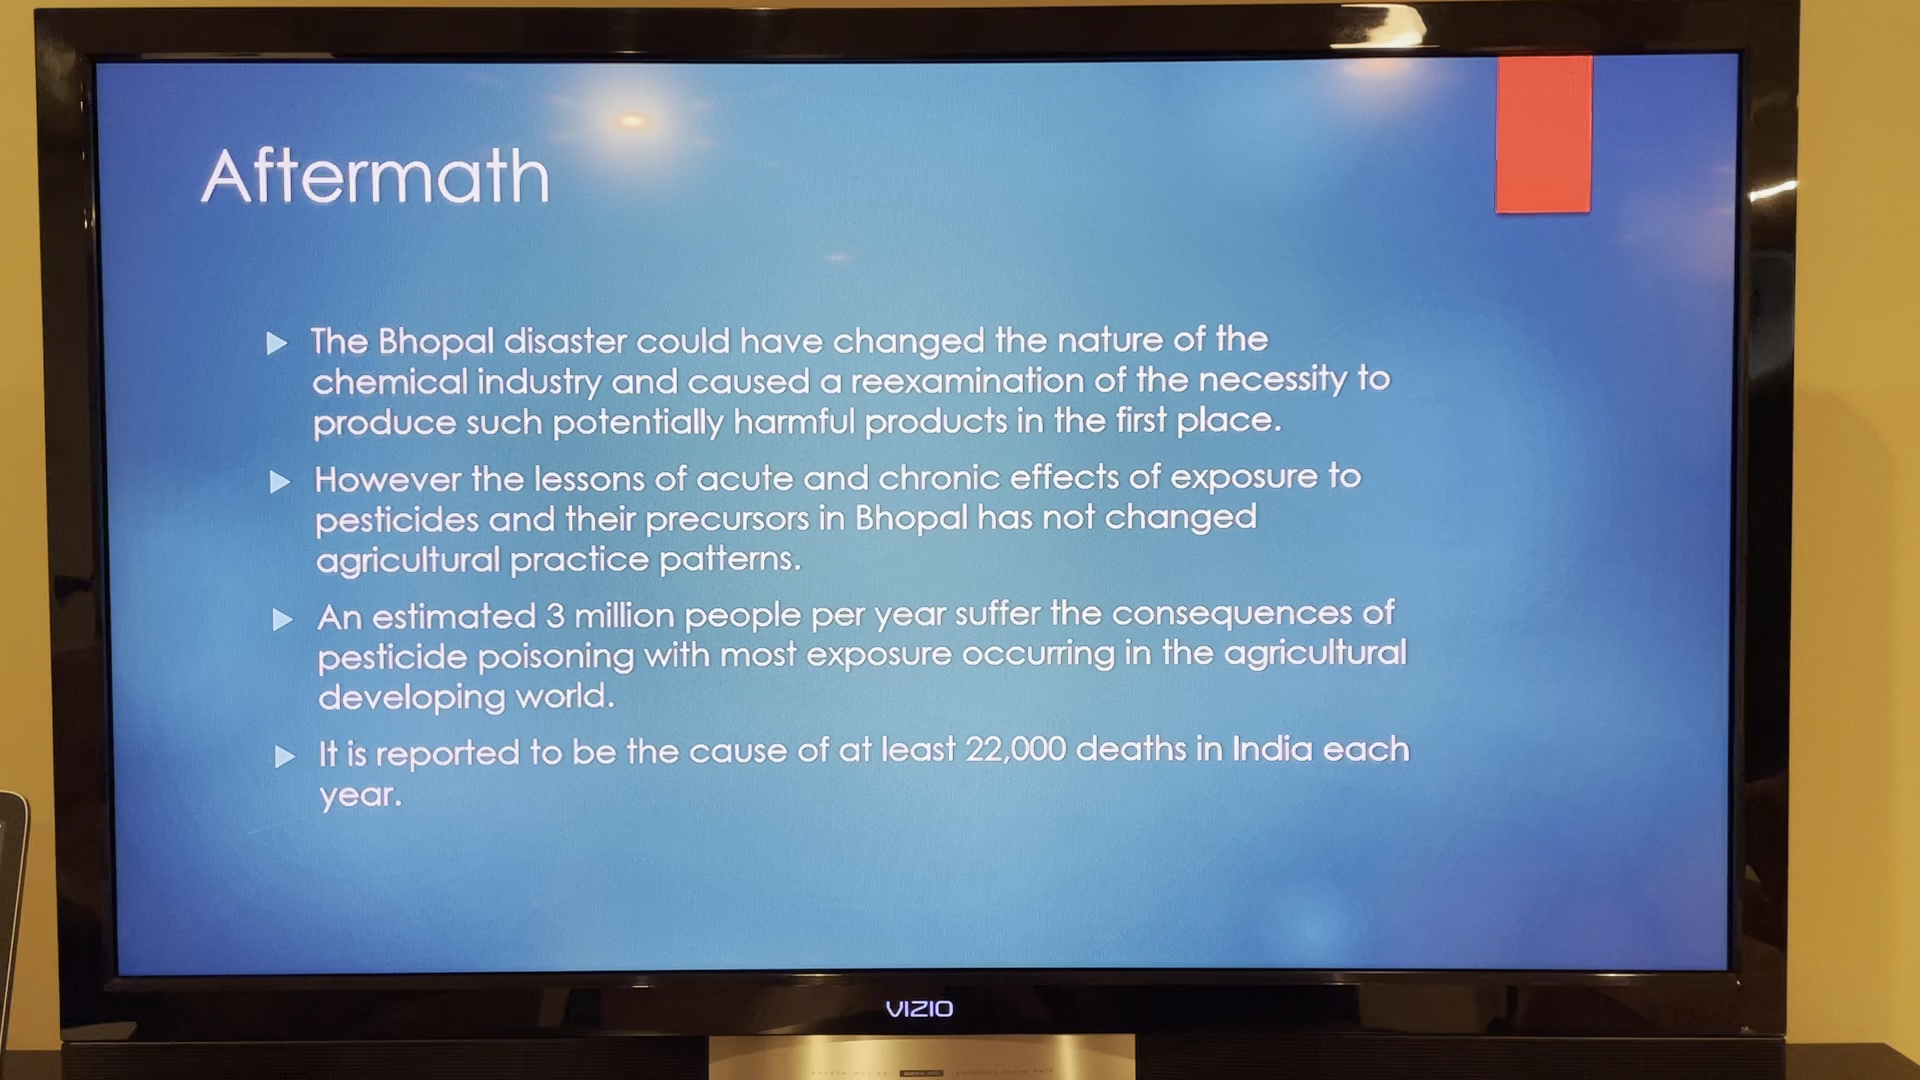 Aftermath
The Bhopal disaster could have changed the nature of the
chemical industry and caused a reexamination of the necessity to
produce such potentially harmful products in the first place.
However the lessons of acute and chronic effects of exposure to
pesticides and their precursors in Bhopal has not changed
agricultural practice patterns.
An estimated 3 million people per year suffer the consequences of
pesticide poisoning with most exposure occurring in the agricultural
developing world.
It is reported to be the cause of at least 22,000 deaths in India each
year.
VIZIO